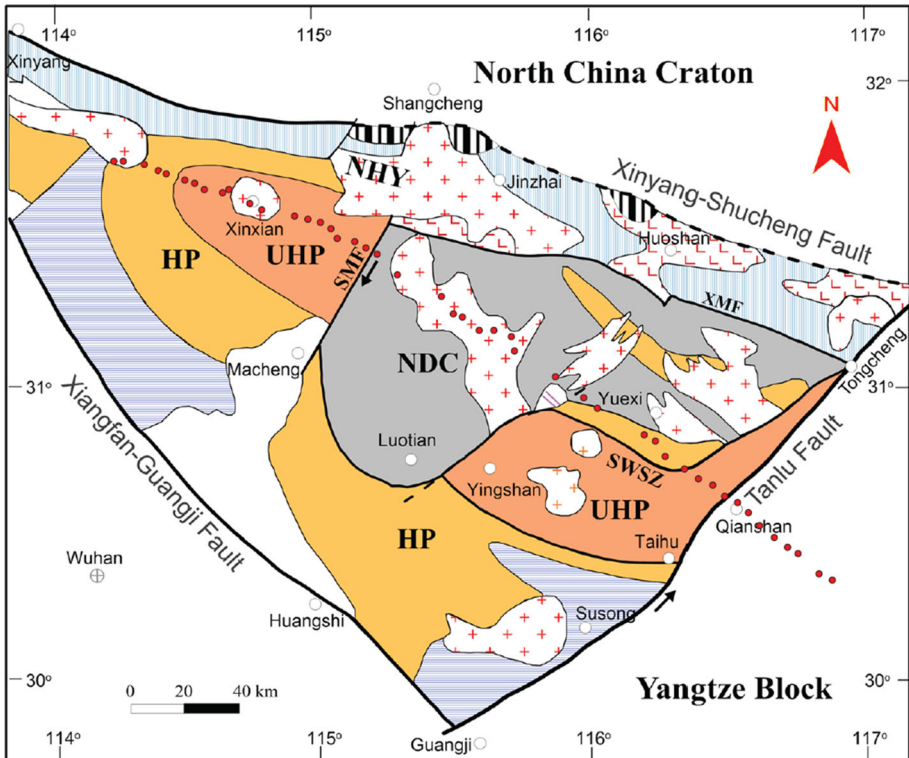 114°
115°
116°
117°
Xinyang
North China Craton
32°
Shangcheng
N
NHY
Jinzhai
Xinyang-Shucheng Fault
Huoshan
Xinxian
HP
UHP
SMF
XMF
NDC
Macheng
Tongcheng
31°
31°
Yuexi
Xiangfan-Guangji Fault
Luotian
SWSZ
Tanlu Fault
Yingshan
UHP
Qianshan
HP
Taihu
Wuhan
Huangshi
Susong
30°
0 20 40 km
Yangtze Block
30°
Guangji
114°
115°
116°
117°